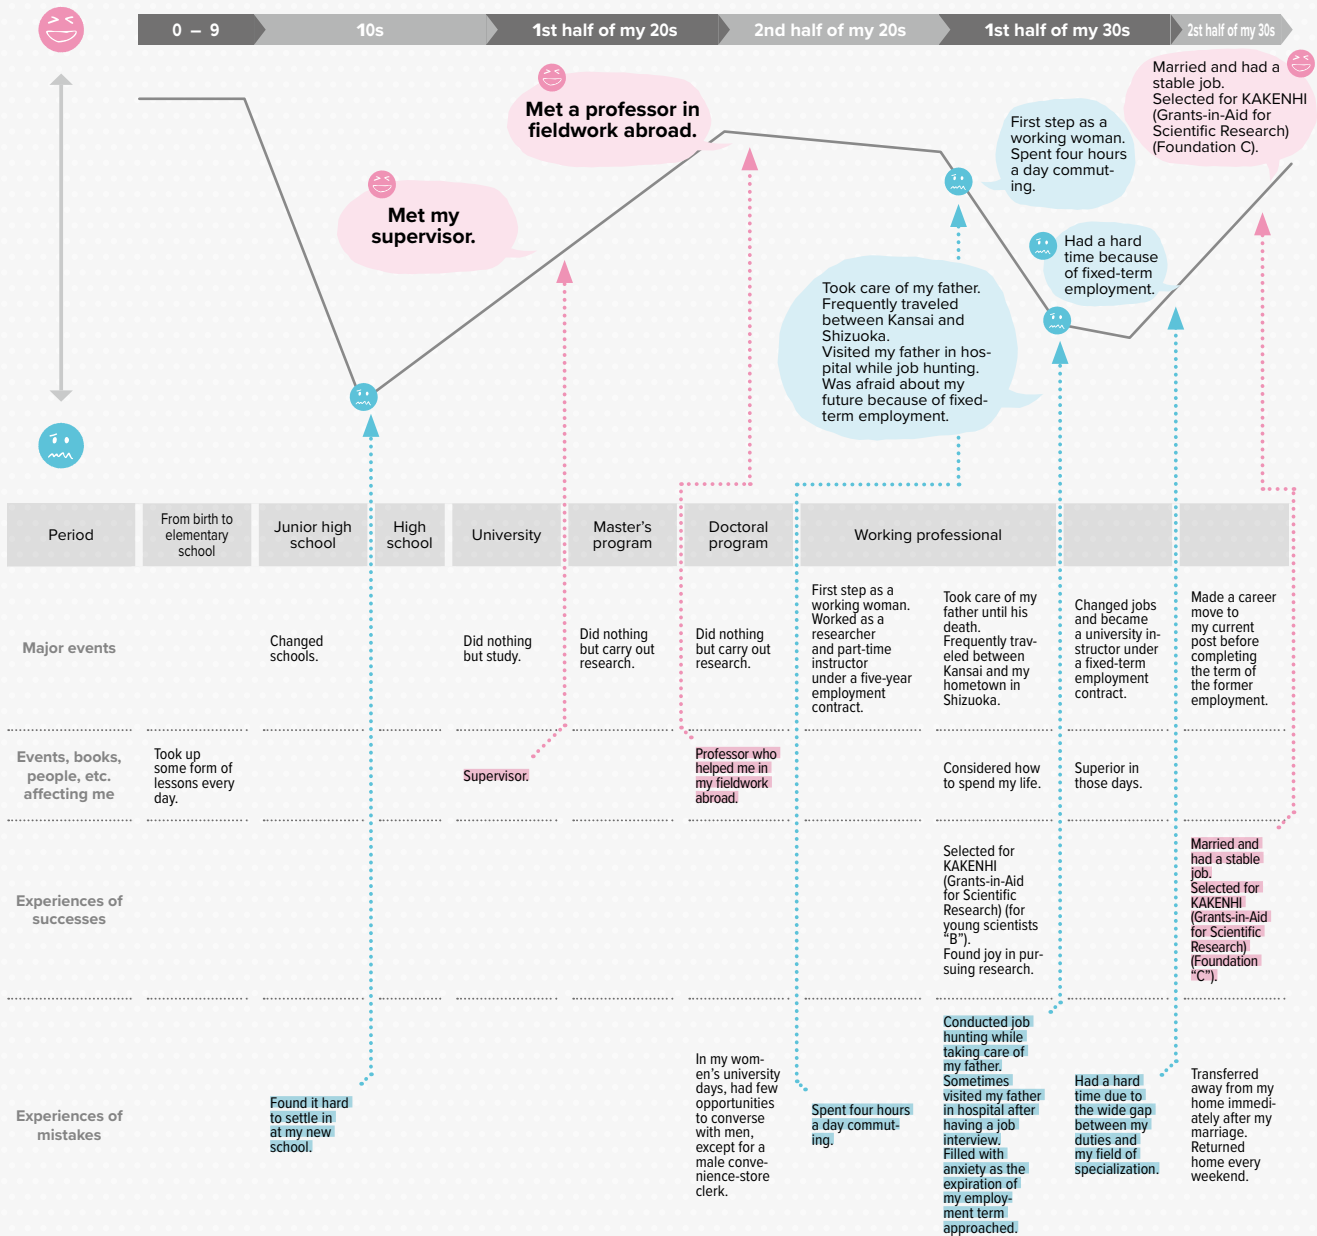 0 – 9
10s
1st half of my 20s
2nd half of my 20s
1st half of my 30s
2st half of my 30s
Married and had a
stable job.
Selected for KAKENHI
(Grants-in-Aid for
Scientific Research)
(Foundation C).
Met a professor in
fieldwork abroad.
First step as a
working woman.
Spent four hours
a day commut-
ing.
Met my
supervisor.
Had a hard
time because
of fixed-term
employment.
Took care of my father.
Frequently traveled
between Kansai and
Shizuoka.
Visited my father in hos-
pital while job hunting.
Was afraid about my
future because of fixed-
term employment.
Period
From birth to
elementary
school
Junior high
school
High
school
University
Master's
program
Doctoral
program
Working professional
Major events
Changed
schools.
Did nothing
but study.
Did nothing
but carry out
research.
Did nothing
but carry out
research.
First step as a
working woman.
Worked as a
researcher
and part-time
instructor
under a five-year
employment
contract.
Took care of my
father until his
death.
Frequently trav-
eled between
Kansai and my
hometown in
Shizuoka.
Changed jobs
and became
a university in-
structor under
a fixed-term
employment
contract.
Made a career
move to
my current
post before
completing
the term of
the former
employment.
Events, books,
people, etc.
affecting me
Took up
some form of
lessons every
day.
Supervisor.
Professor who
helped me in
my fieldwork
abroad.
Considered how
to spend my life.
Superior in
those days.
Experiences of
successes
Selected for
KAKENHI
(Grants-in-Aid
for Scientific
Research) (for
young scientists
"B").
Found joy in pur-
suing research.
Married and
had a stable
job.
Selected for
KAKENHI
(Grants-in-Aid
for Scientific
Research)
(Foundation
"C").
Experiences of
mistakes
Found it hard
to settle in
at my new
school.
In my wom-
en's university
days, had few
opportunities
to converse
with men,
except for a
male conve-
nience-store
clerk.
Spent four hours
a day commut-
ing.
Conducted job
hunting while
taking care of
my father.
Sometimes
visited my father
in hospital after
having a job
interview.
Filled with
anxiety as the
expiration of
my employ-
ment term
approached.
Had a hard
time due to
the wide gap
between my
duties and
my field of
specialization.
Transferred
away from my
home immedi-
ately after my
marriage.
Returned
home every
weekend.